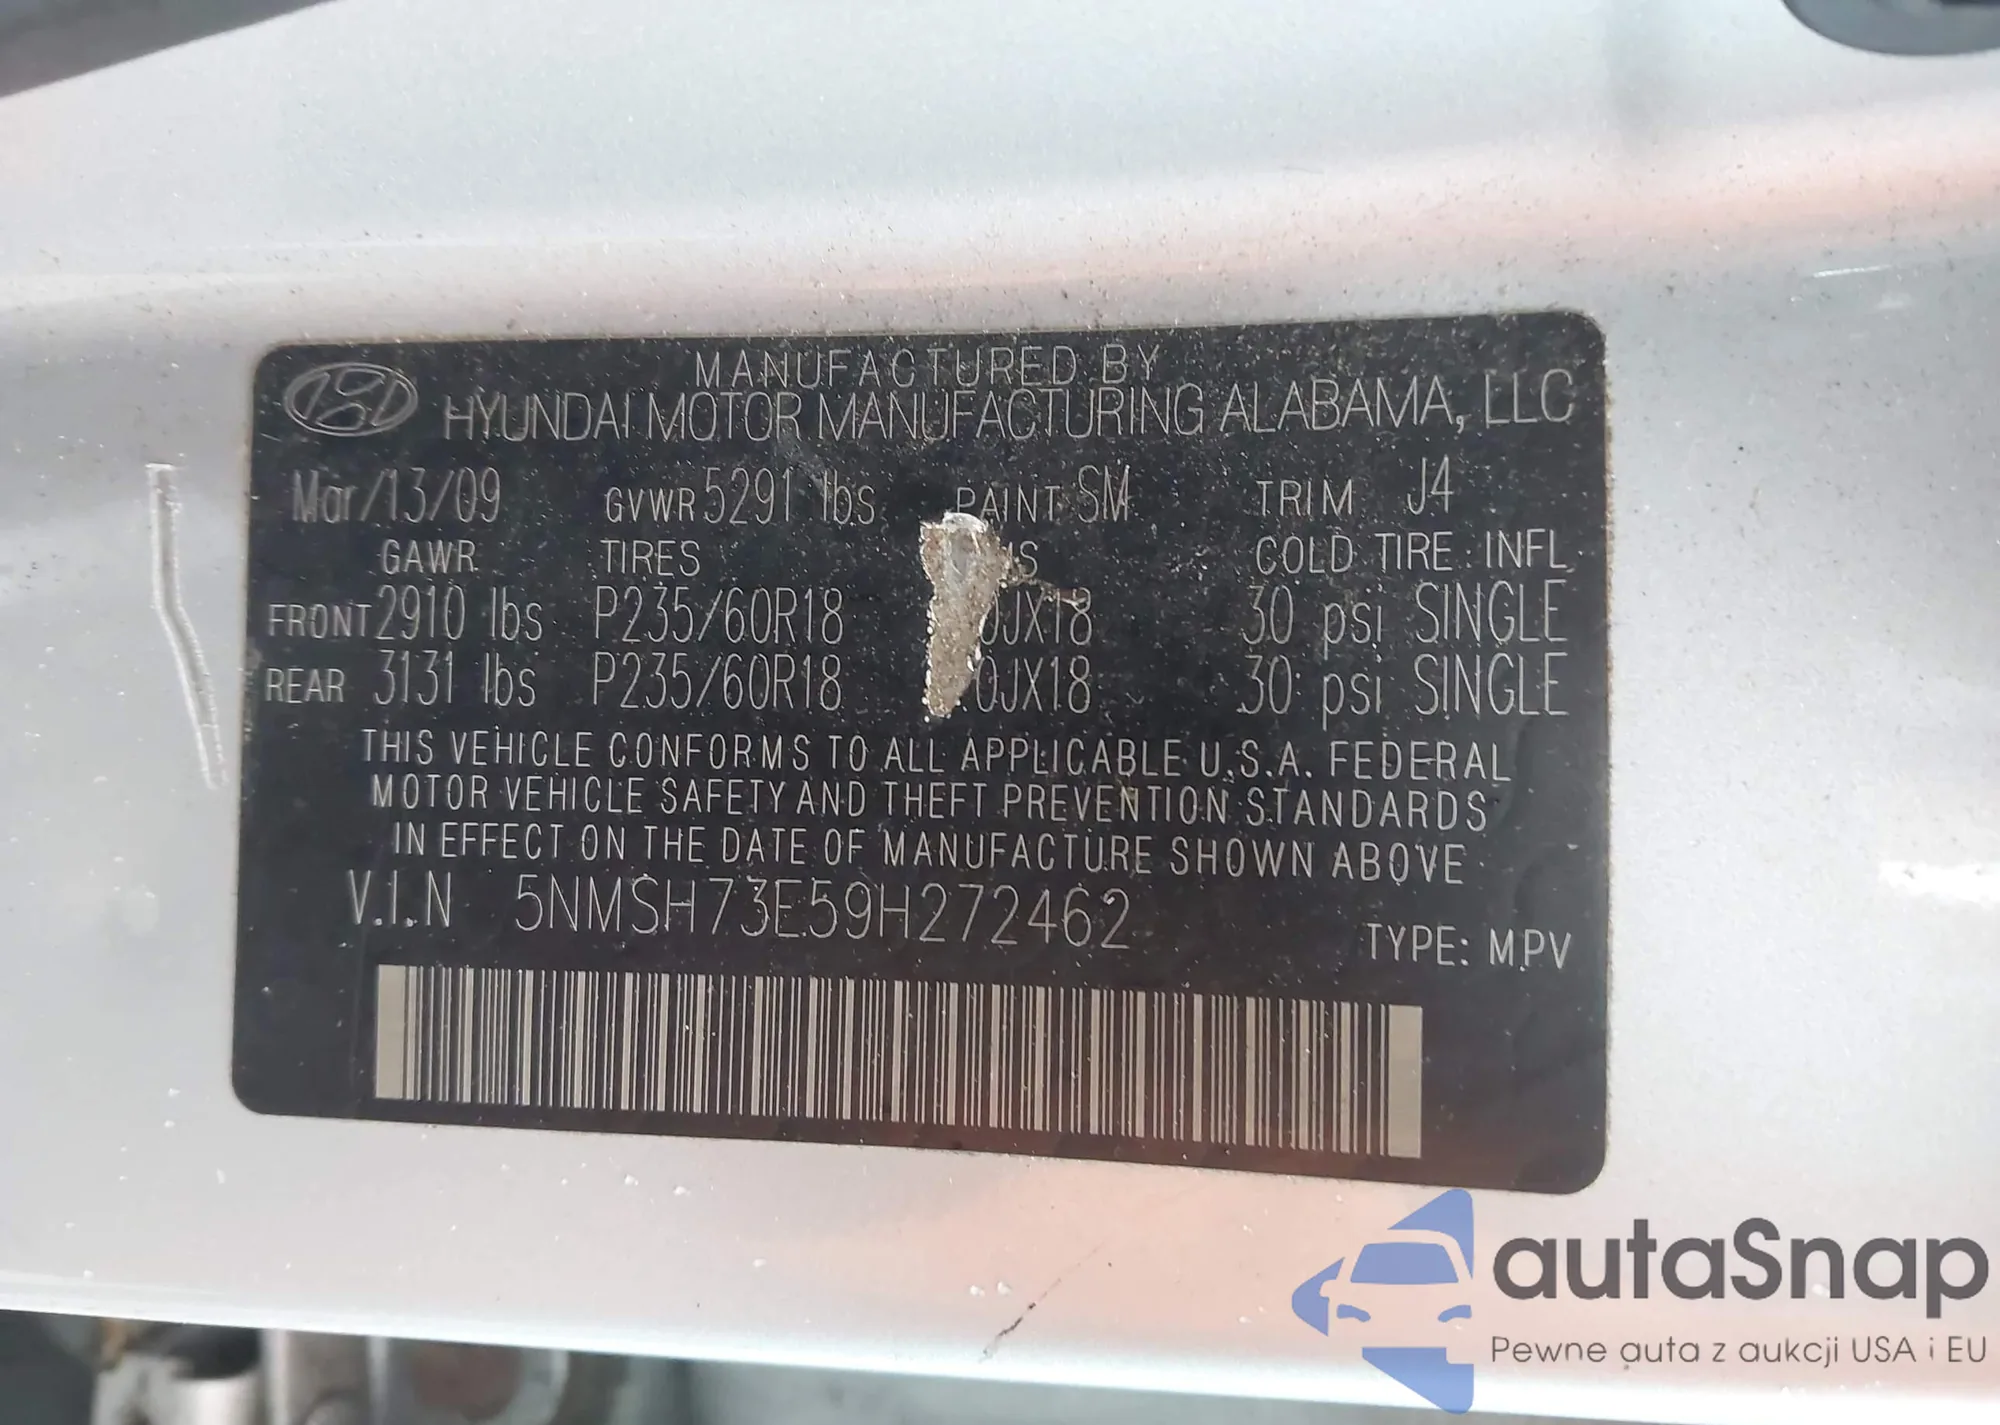 MANUFACTURED BY
HYUNDAI MOTOR MANUFACTURING ALABAMA, LLC
Mar/13/09 GVWR 5291 lbs PAINT SM TRIM J4
GAWR TIRES COLD TIRE INFL
FRONT 2910 lbs P235/60R18 30 psi SINGLE
REAR 3131 lbs P235/60R18 30 psi SINGLE
THIS VEHICLE CONFORMS TO ALL APPLICABLE U.S.A. FEDERAL
MOTOR VEHICLE SAFETY AND THEFT PREVENTION STANDARDS
IN EFFECT ON THE DATE OF MANUFACTURE SHOWN ABOVE
V.I.N 5NMSH73E59H272462
TYPE: MPV
autaSnap
Pewne auta z aukcji USA i EU